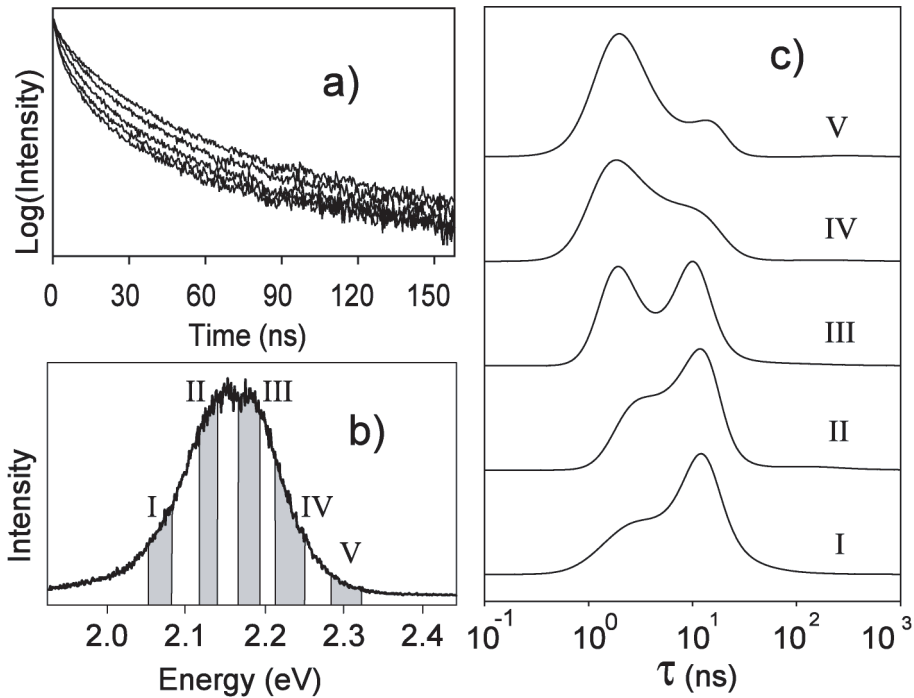 a)
Log(Intensity)
0 30 60 90 120 150
Time (ns)
b)
I II III IV V
Intensity
2.0 2.1 2.2 2.3 2.4
Energy (eV)
c)
V
IV
III
II
I
10⁻¹ 10⁰ 10¹ 10² 10³
τ (ns)